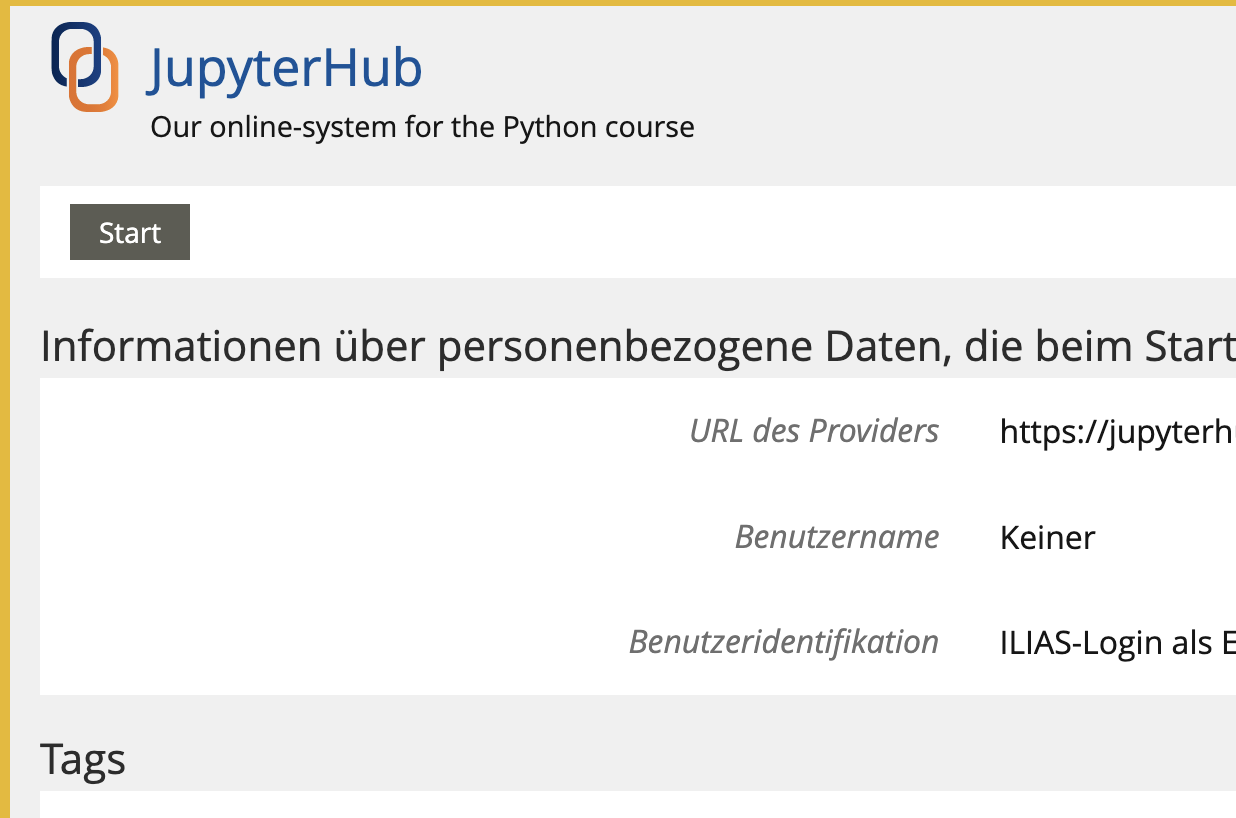 JupyterHub
Our online-system for the Python course
Start
Informationen über personenbezogene Daten, die beim Start
URL des Providers
https://jupyterh
Benutzername
Keiner
Benutzeridentifikation
ILIAS-Login als E
Tags